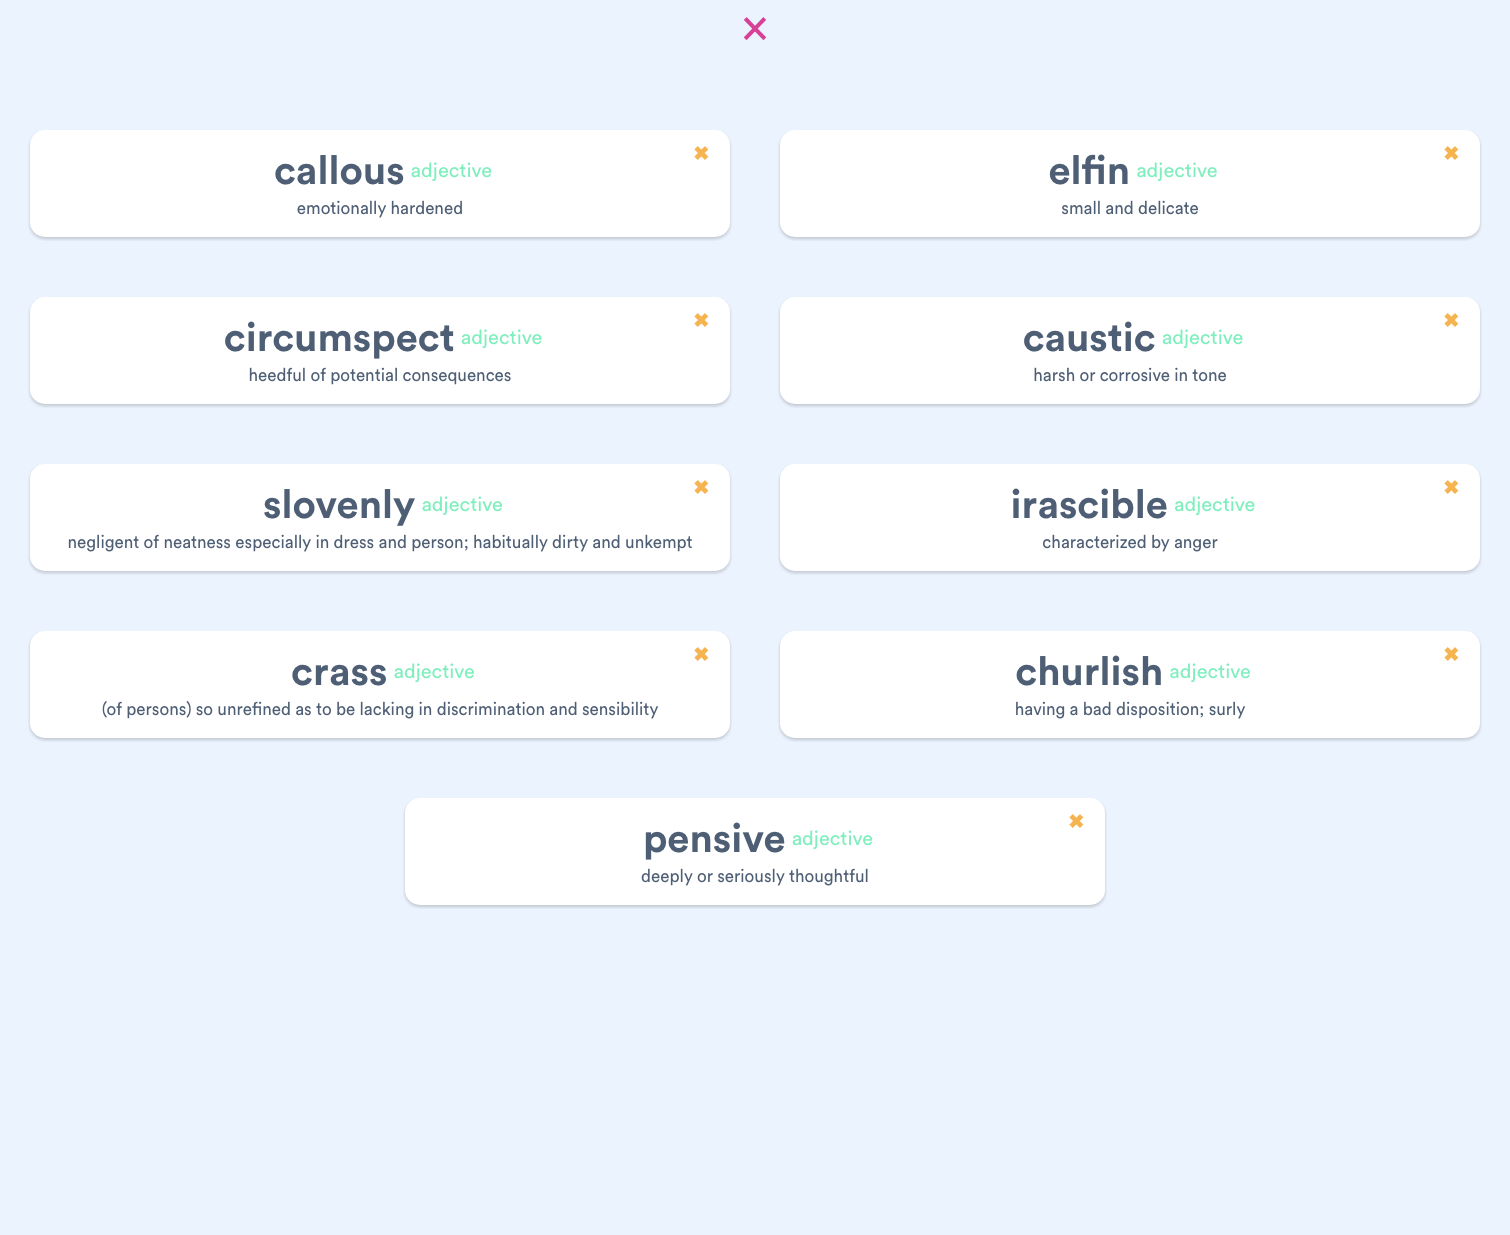 callous adjective
emotionally hardened
elfin adjective
small and delicate
circumspect adjective
heedful of potential consequences
caustic adjective
harsh or corrosive in tone
slovenly adjective
negligent of neatness especially in dress and person; habitually dirty and unkempt
irascible adjective
characterized by anger
crass adjective
(of persons) so unrefined as to be lacking in discrimination and sensibility
churlish adjective
having a bad disposition; surly
pensive adjective
deeply or seriously thoughtful